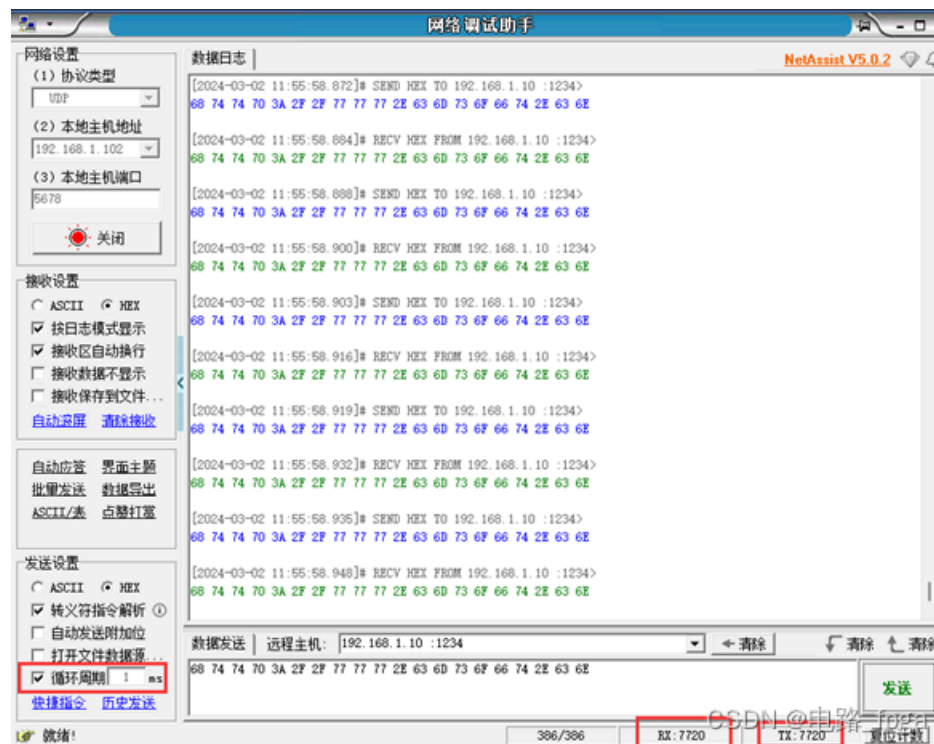 网络调试助手
网络设置
(1) 协议类型
UDP
(2) 本地主机地址
192.168.1.102
(3) 本地主机端口
5678
关闭
接收设置
ASCII HEX
按日志模式显示
接收区自动换行
接收数据不显示
接收保存到文件...
自动滚屏 清除接收
自动应答 界面主题
批量发送 数据导出
ASCII/表 点赞打赏
发送设置
ASCII HEX
转义符指令解析
自动发送附加位
打开文件数据源...
循环周期 1 ms
快捷指令 历史发送
数据日志
NetAssist V5.0.2
[2024-03-02 11:55:58.872]# SEND HEX TO 192.168.1.10 :1234>
68 74 74 70 3A 2F 2F 77 77 77 2E 63 6D 73 6F 66 74 2E 63 6E
[2024-03-02 11:55:58.884]# RECV HEX FROM 192.168.1.10 :1234>
68 74 74 70 3A 2F 2F 77 77 77 2E 63 6D 73 6F 66 74 2E 63 6E
[2024-03-02 11:55:58.888]# SEND HEX TO 192.168.1.10 :1234>
68 74 74 70 3A 2F 2F 77 77 77 2E 63 6D 73 6F 66 74 2E 63 6E
[2024-03-02 11:55:58.900]# RECV HEX FROM 192.168.1.10 :1234>
68 74 74 70 3A 2F 2F 77 77 77 2E 63 6D 73 6F 66 74 2E 63 6E
[2024-03-02 11:55:58.903]# SEND HEX TO 192.168.1.10 :1234>
68 74 74 70 3A 2F 2F 77 77 77 2E 63 6D 73 6F 66 74 2E 63 6E
[2024-03-02 11:55:58.916]# RECV HEX FROM 192.168.1.10 :1234>
68 74 74 70 3A 2F 2F 77 77 77 2E 63 6D 73 6F 66 74 2E 63 6E
[2024-03-02 11:55:58.919]# SEND HEX TO 192.168.1.10 :1234>
68 74 74 70 3A 2F 2F 77 77 77 2E 63 6D 73 6F 66 74 2E 63 6E
[2024-03-02 11:55:58.932]# RECV HEX FROM 192.168.1.10 :1234>
68 74 74 70 3A 2F 2F 77 77 77 2E 63 6D 73 6F 66 74 2E 63 6E
[2024-03-02 11:55:58.935]# SEND HEX TO 192.168.1.10 :1234>
68 74 74 70 3A 2F 2F 77 77 77 2E 63 6D 73 6F 66 74 2E 63 6E
[2024-03-02 11:55:58.948]# RECV HEX FROM 192.168.1.10 :1234>
68 74 74 70 3A 2F 2F 77 77 77 2E 63 6D 73 6F 66 74 2E 63 6E
数据发送 远程主机: 192.168.1.10 :1234 清除 清除 清除
68 74 74 70 3A 2F 2F 77 77 77 2E 63 6D 73 6F 66 74 2E 63 6E
发送
CSDN @电路_fpga
就绪! 386/386 RX:7720 TX:7720 复位计数